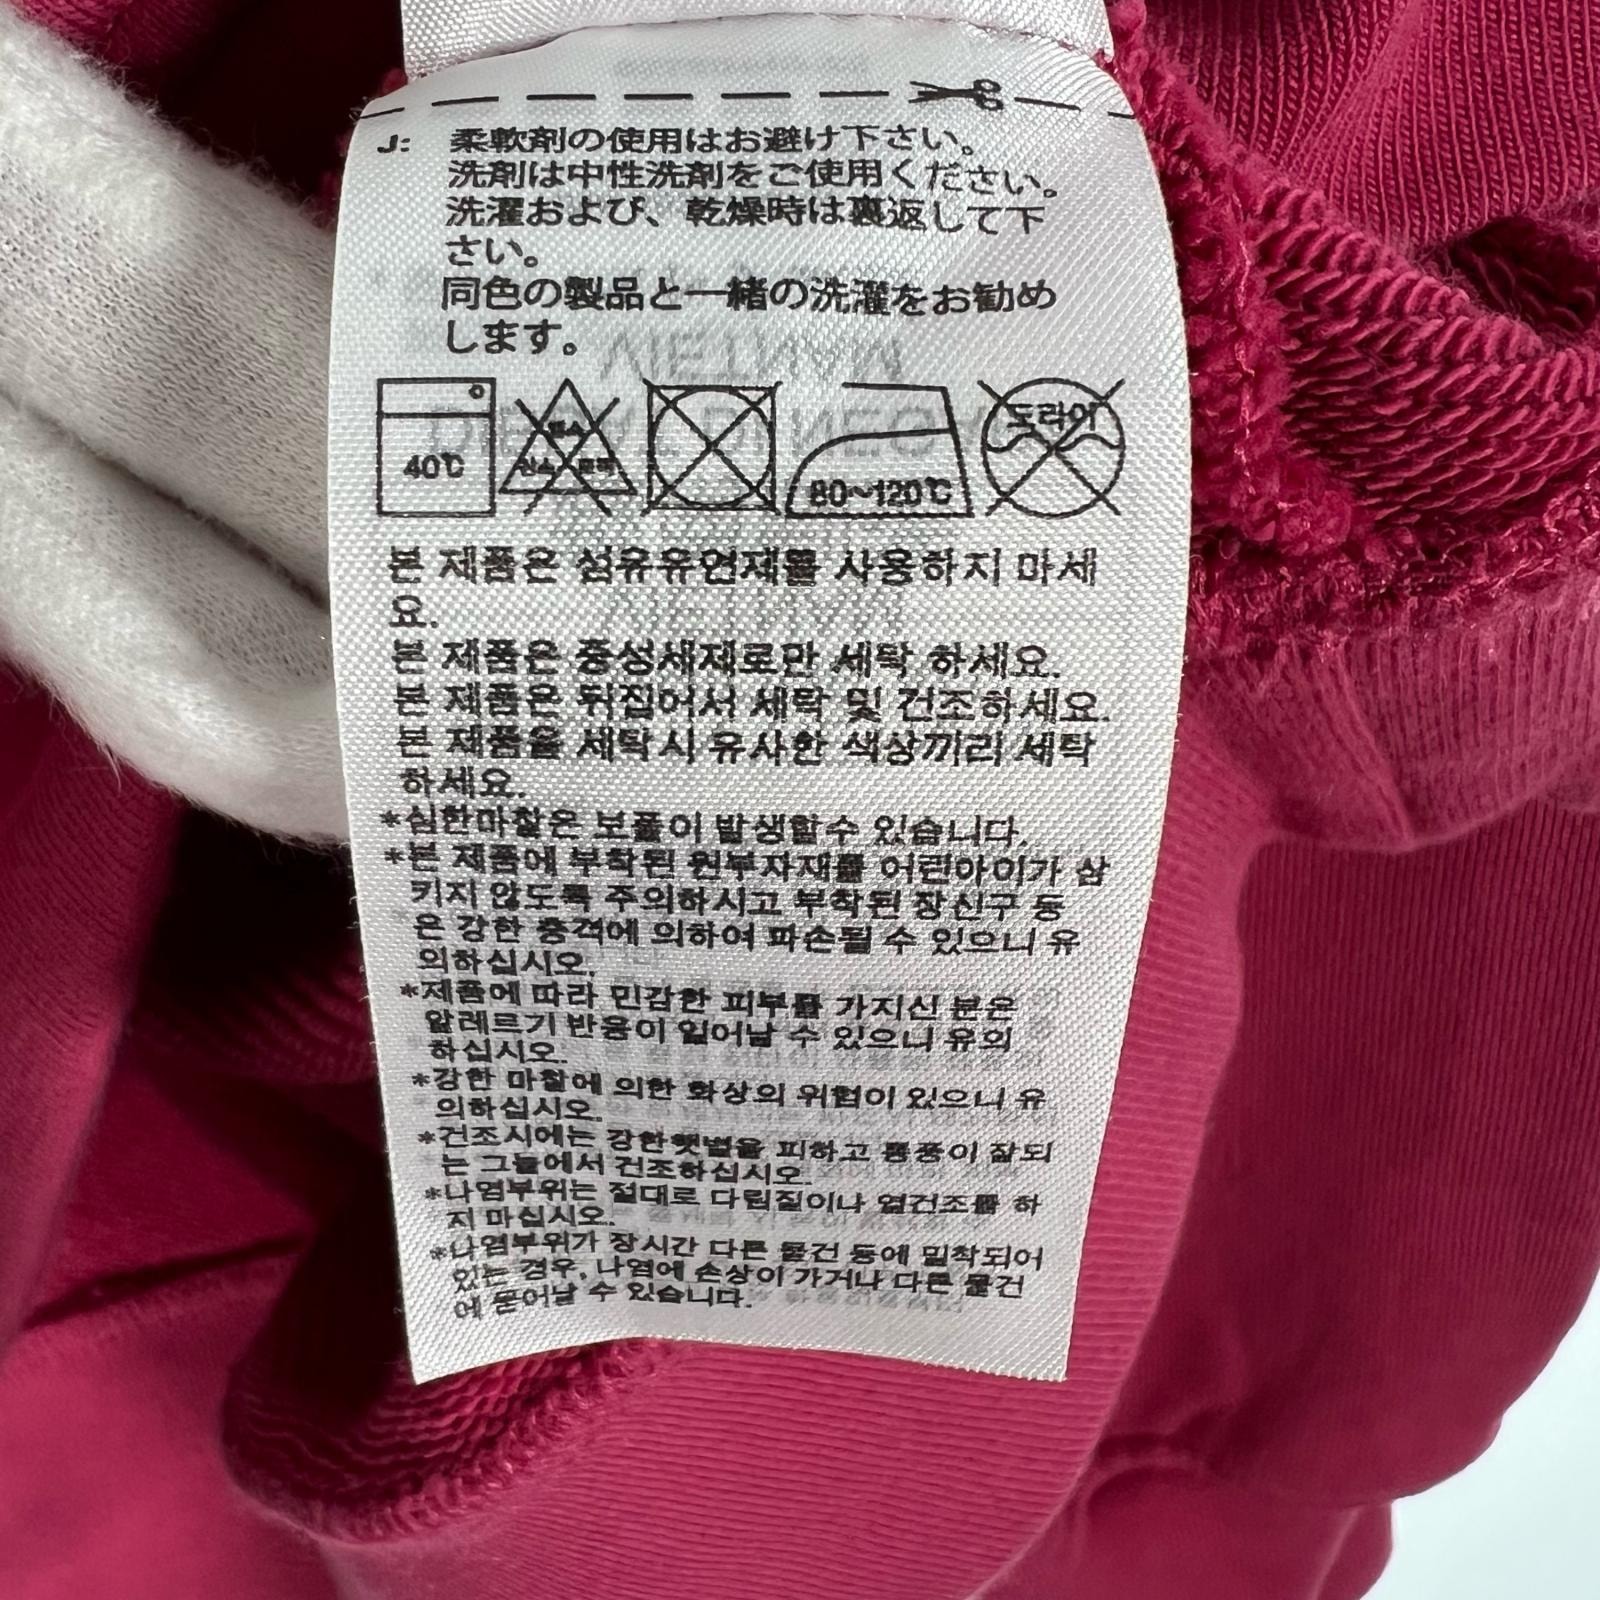 J: 柔軟剤の使用はお避け下さい。
洗剤は中性洗剤をご使用ください。
洗濯および、乾燥時は裏返して下
さい。
同色の製品と一緒の洗濯をお勧め
します。
40℃
80~120℃
드라이
본 제품은 섬유유연제를 사용하지 마세
요.
본 제품은 중성세제로만 세탁 하세요.
본 제품은 뒤집어서 세탁 및 건조하세요.
본 제품을 세탁시 유사한 색상끼리 세탁
하세요.
*심한마찰은 보풀이 발생할수 있습니다.
*본 제품에 부착된 원부자재를 어린아이가 삼
키지 않도록 주의하시고 부착된 장신구 등
은 강한 충격에 의하여 파손될 수 있으니 유
의하십시오.
*제품에 따라 민감한 피부를 가지신 분은
알레르기 반응이 일어날 수 있으니 유의
하십시오.
*강한 마찰에 의한 화상의 위험이 있으니 유
의하십시오.
*건조시에는 강한햇볕을 피하고 통풍이 잘되
는 그늘에서 건조하십시오.
*나염부위는 절대로 다림질이나 열건조를 하
지 마십시오.
*나염부위가 장시간 다른 물건 등에 밀착되어
있는 경우, 나염에 손상이 가거나 다른 물건
에 묻어날 수 있습니다.